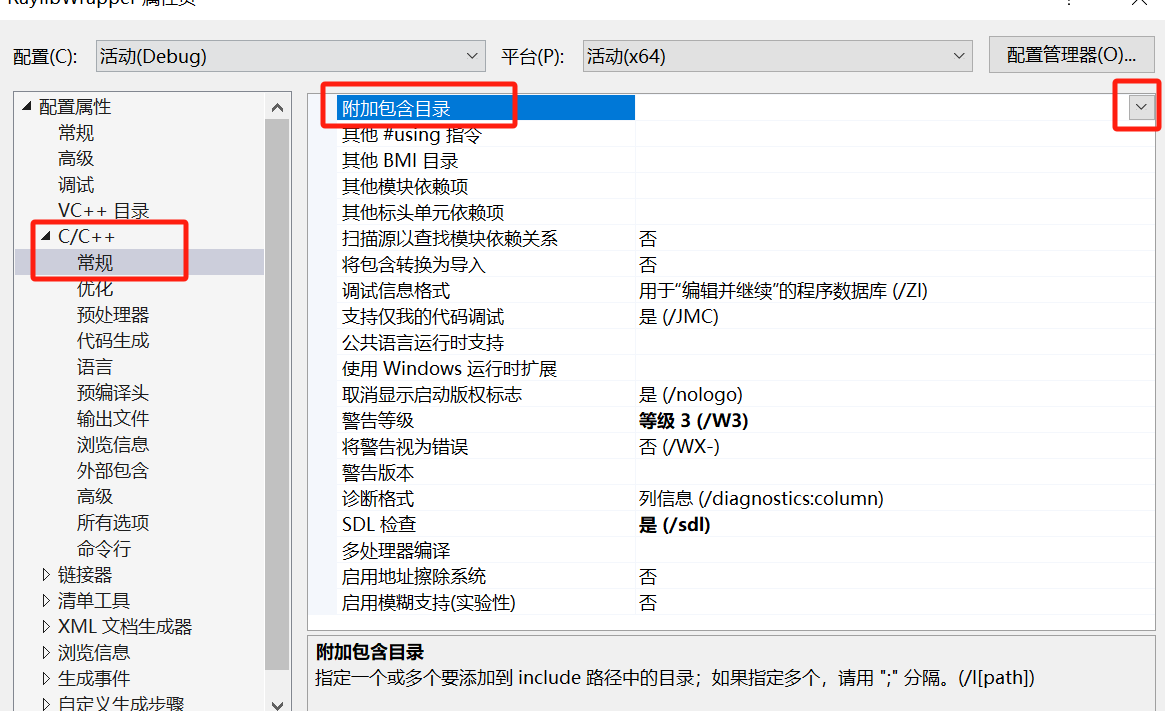 RaylibWrapper 属性页
配置(C):
活动(Debug)
平台(P):
活动(x64)
配置管理器(O)...
配置属性
常规
高级
调试
VC++ 目录
C/C++
常规
优化
预处理器
代码生成
语言
预编译头
输出文件
浏览信息
外部包含
高级
所有选项
命令行
链接器
清单工具
XML 文档生成器
浏览信息
生成事件
自定义生成步骤
附加包含目录
其他 #using 指令
其他 BMI 目录
其他模块依赖项
其他标头单元依赖项
扫描源以查找模块依赖关系 否
将包含转换为导入 否
调试信息格式 用于“编辑并继续”的程序数据库 (/ZI)
支持仅我的代码调试 是 (/JMC)
公共语言运行时支持
使用 Windows 运行时扩展
取消显示启动版权标志 是 (/nologo)
警告等级 等级 3 (/W3)
将警告视为错误 否 (/WX-)
警告版本
诊断格式 列信息 (/diagnostics:column)
SDL 检查 是 (/sdl)
多处理器编译
启用地址擦除系统 否
启用模糊支持(实验性) 否
附加包含目录
指定一个或多个要添加到 include 路径中的目录；如果指定多个，请用 ";" 分隔。(/I[path])